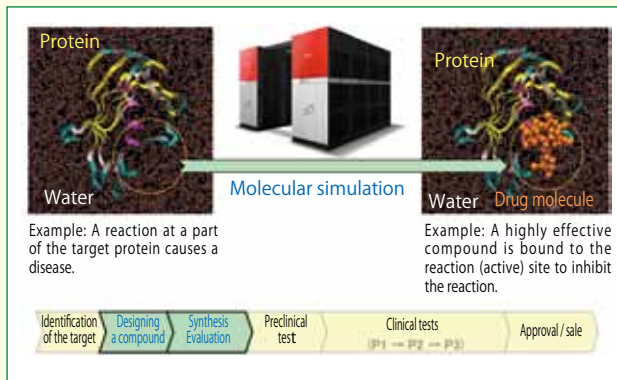 Protein
Water
Molecular simulation
Protein
Water
Drug molecule
Example: A reaction at a part
of the target protein causes a
disease.
Example: A highly effective
compound is bound to the
reaction (active) site to inhibit
the reaction.
Identification
of the target
Designing
a compound
Synthesis
Evaluation
Preclinical
test
Clinical tests
(P1 → P2 → P3)
Approval / sale